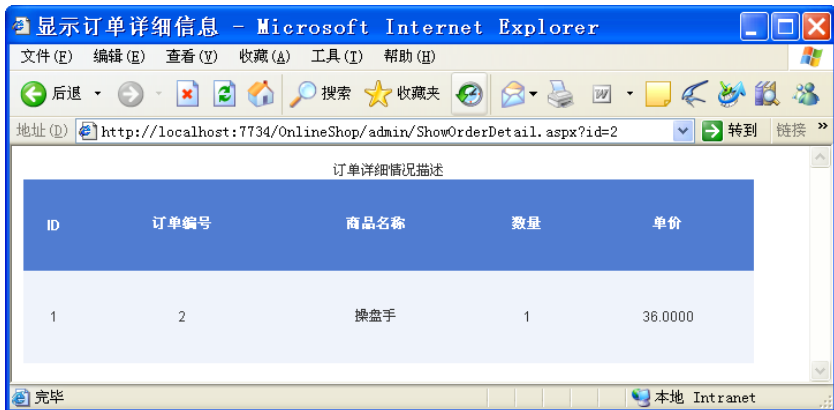 显示订单详细信息 - Microsoft Internet Explorer
文件(F) 编辑(E) 查看(V) 收藏(A) 工具(T) 帮助(H)
后退 搜索 收藏夹 W
地址(D) http://localhost:7734/OnlineShop/admin/ShowOrderDetail.aspx?id=2 转到 链接 »
订单详细情况描述
ID 订单编号 商品名称 数量 单价
1 2 操盘手 1 36.0000
完毕 本地 Intranet